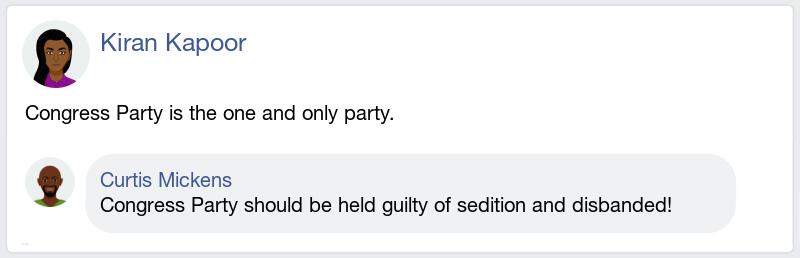 Kiran Kapoor
Congress Party is the one and only party.
Curtis Mickens
Congress Party should be held guilty of sedition and disbanded!